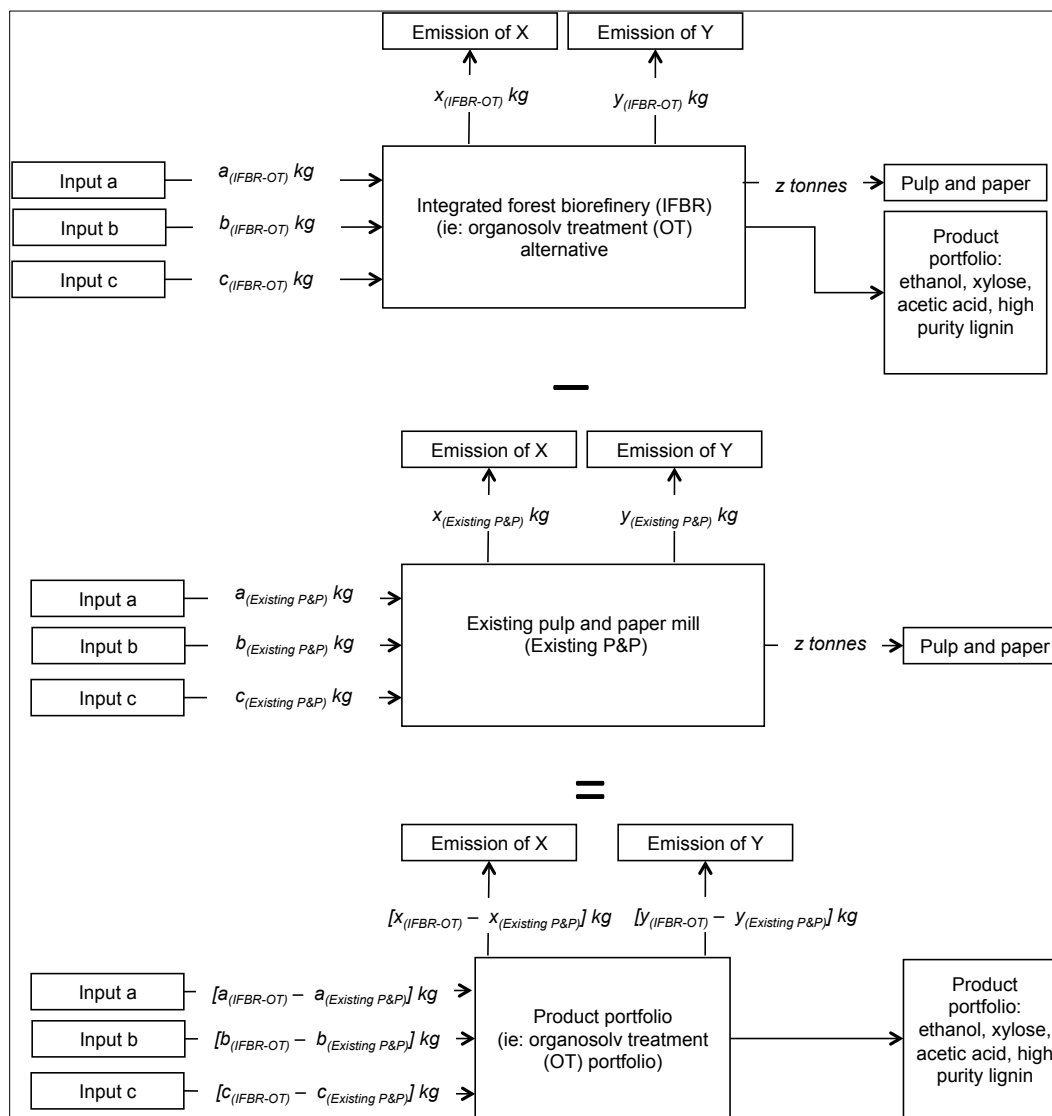 Emission of X
Emission of Y
x(IFBR-OT) kg
y(IFBR-OT) kg
Input a
a(IFBR-OT) kg
Input b
b(IFBR-OT) kg
Input c
c(IFBR-OT) kg
Integrated forest biorefinery (IFBR)
(ie: organosolv treatment (OT)
alternative
z tonnes
Pulp and paper
Product
portfolio:
ethanol, xylose,
acetic acid, high
purity lignin
–
Emission of X
Emission of Y
x(Existing P&P) kg
y(Existing P&P) kg
Input a
a(Existing P&P) kg
Input b
b(Existing P&P) kg
Input c
c(Existing P&P) kg
Existing pulp and paper mill
(Existing P&P)
z tonnes
Pulp and paper
=
Emission of X
Emission of Y
[x(IFBR-OT) – x(Existing P&P)] kg
[y(IFBR-OT) – y(Existing P&P)] kg
Input a
[a(IFBR-OT) – a(Existing P&P)] kg
Input b
[b(IFBR-OT) – b(Existing P&P)] kg
Input c
[c(IFBR-OT) – c(Existing P&P)] kg
Product portfolio
(ie: organosolv treatment
(OT) portfolio)
Product
portfolio:
ethanol, xylose,
acetic acid, high
purity lignin